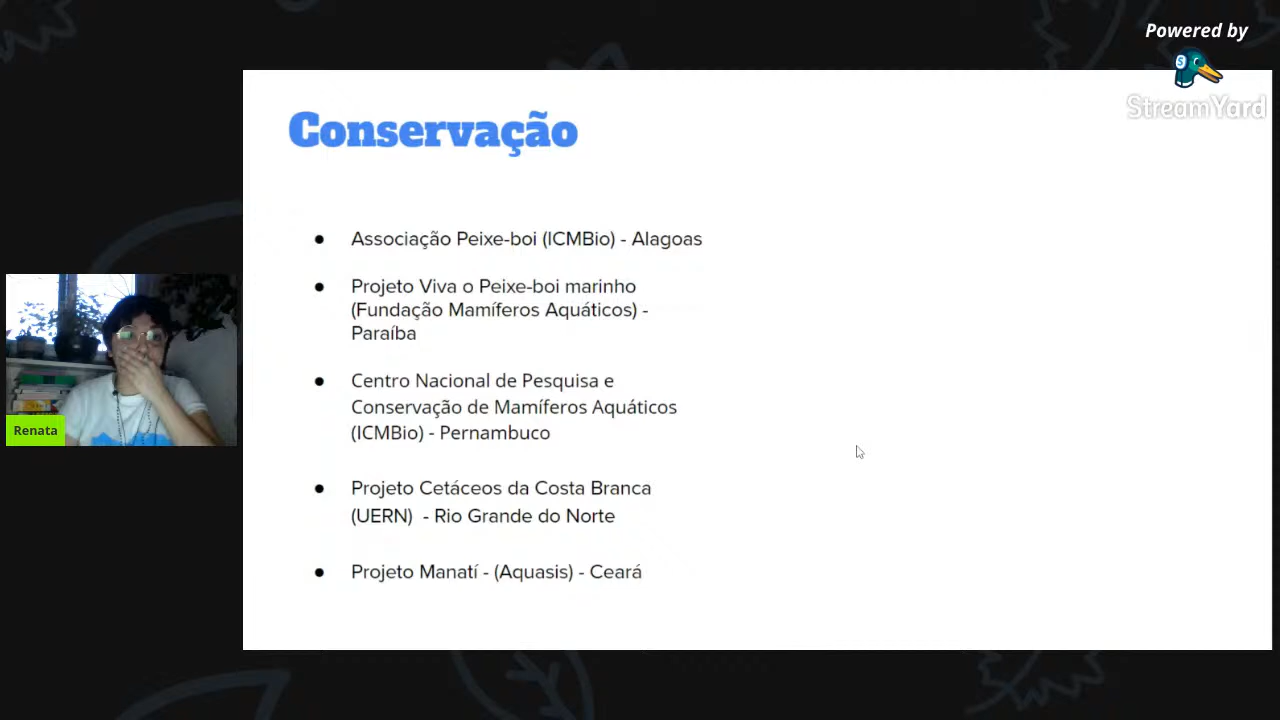 Powered by
StreamYard
Conservação
● Associação Peixe-boi (ICMBio) - Alagoas
● Projeto Viva o Peixe-boi marinho
(Fundação Mamíferos Aquáticos) -
Paraíba
● Centro Nacional de Pesquisa e
Conservação de Mamíferos Aquáticos
(ICMBio) - Pernambuco
● Projeto Cetáceos da Costa Branca
(UERN)  - Rio Grande do Norte
● Projeto Manatí - (Aquasis) - Ceará
Renata